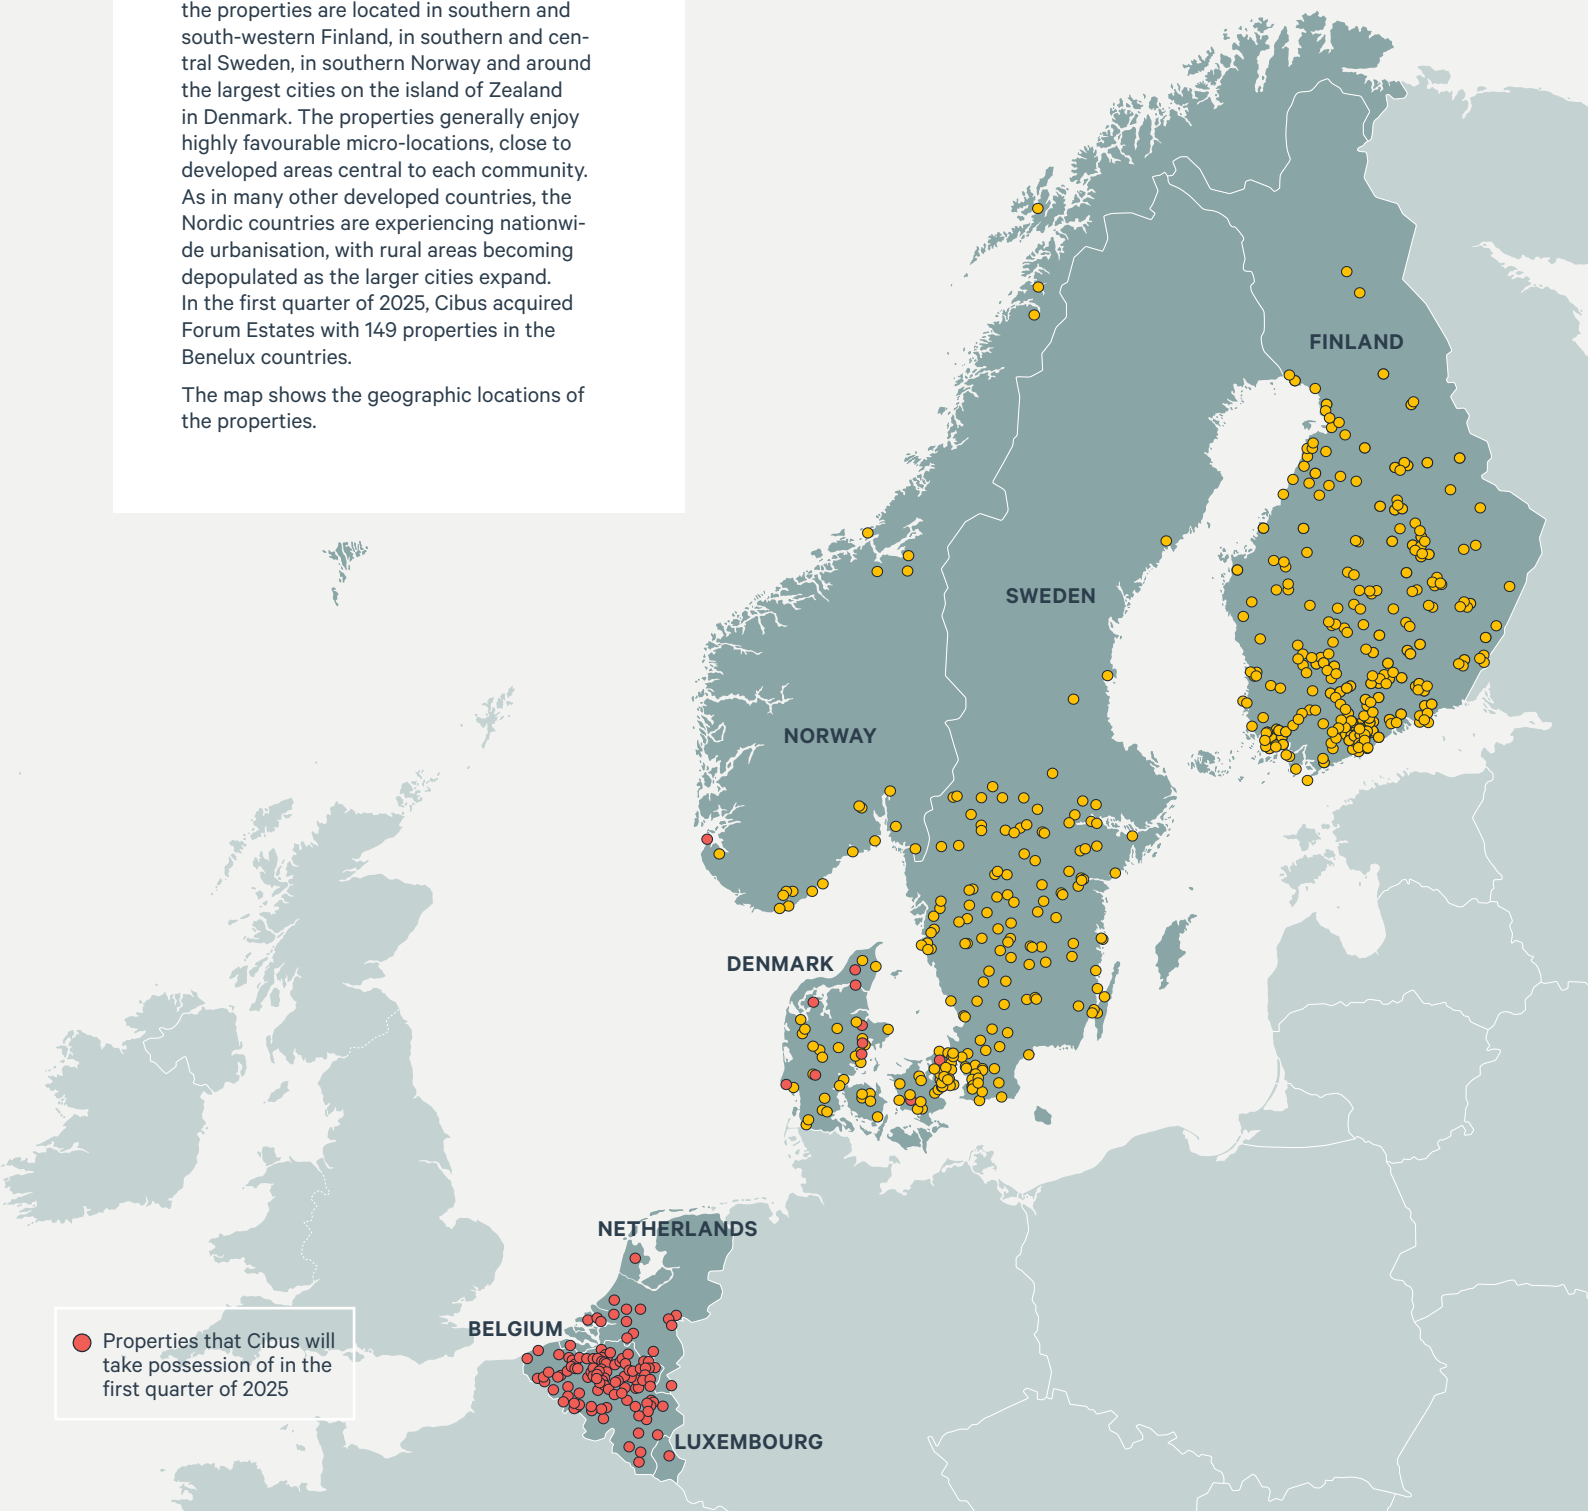 the properties are located in southern and
south-western Finland, in southern and cen-
tral Sweden, in southern Norway and around
the largest cities on the island of Zealand
in Denmark. The properties generally enjoy
highly favourable micro-locations, close to
developed areas central to each community.
As in many other developed countries, the
Nordic countries are experiencing nationwi-
de urbanisation, with rural areas becoming
depopulated as the larger cities expand.
In the first quarter of 2025, Cibus acquired
Forum Estates with 149 properties in the
Benelux countries.
The map shows the geographic locations of
the properties.
FINLAND
SWEDEN
NORWAY
DENMARK
NETHERLANDS
BELGIUM
LUXEMBOURG
Properties that Cibus will
take possession of in the
first quarter of 2025